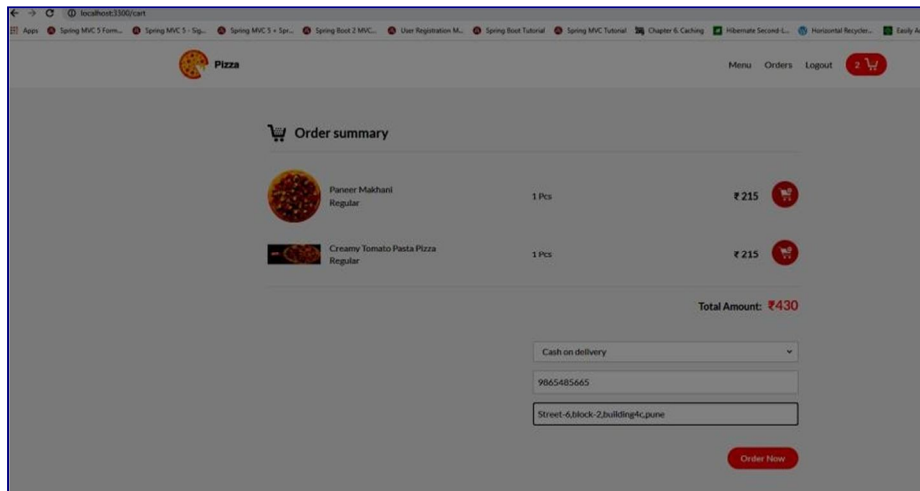 localhost:3300/cart
Apps Spring MVC 5 Form... Spring MVC 5 - Sig... Spring MVC 5 + Spr... Spring Boot 2 MVC... User Registration M... Spring Boot Tutorial Spring MVC Tutorial Chapter 6. Caching Hibernate Second-L... Horizontal Recycler... Easily A
Pizza Menu Orders Logout 2
Order summary
Paneer Makhani
Regular
1 Pcs ₹ 215
Creamy Tomato Pasta Pizza
Regular
1 Pcs ₹ 215
Total Amount: ₹430
Cash on delivery
9865485665
Street-6,block-2,building4c,pune
Order Now